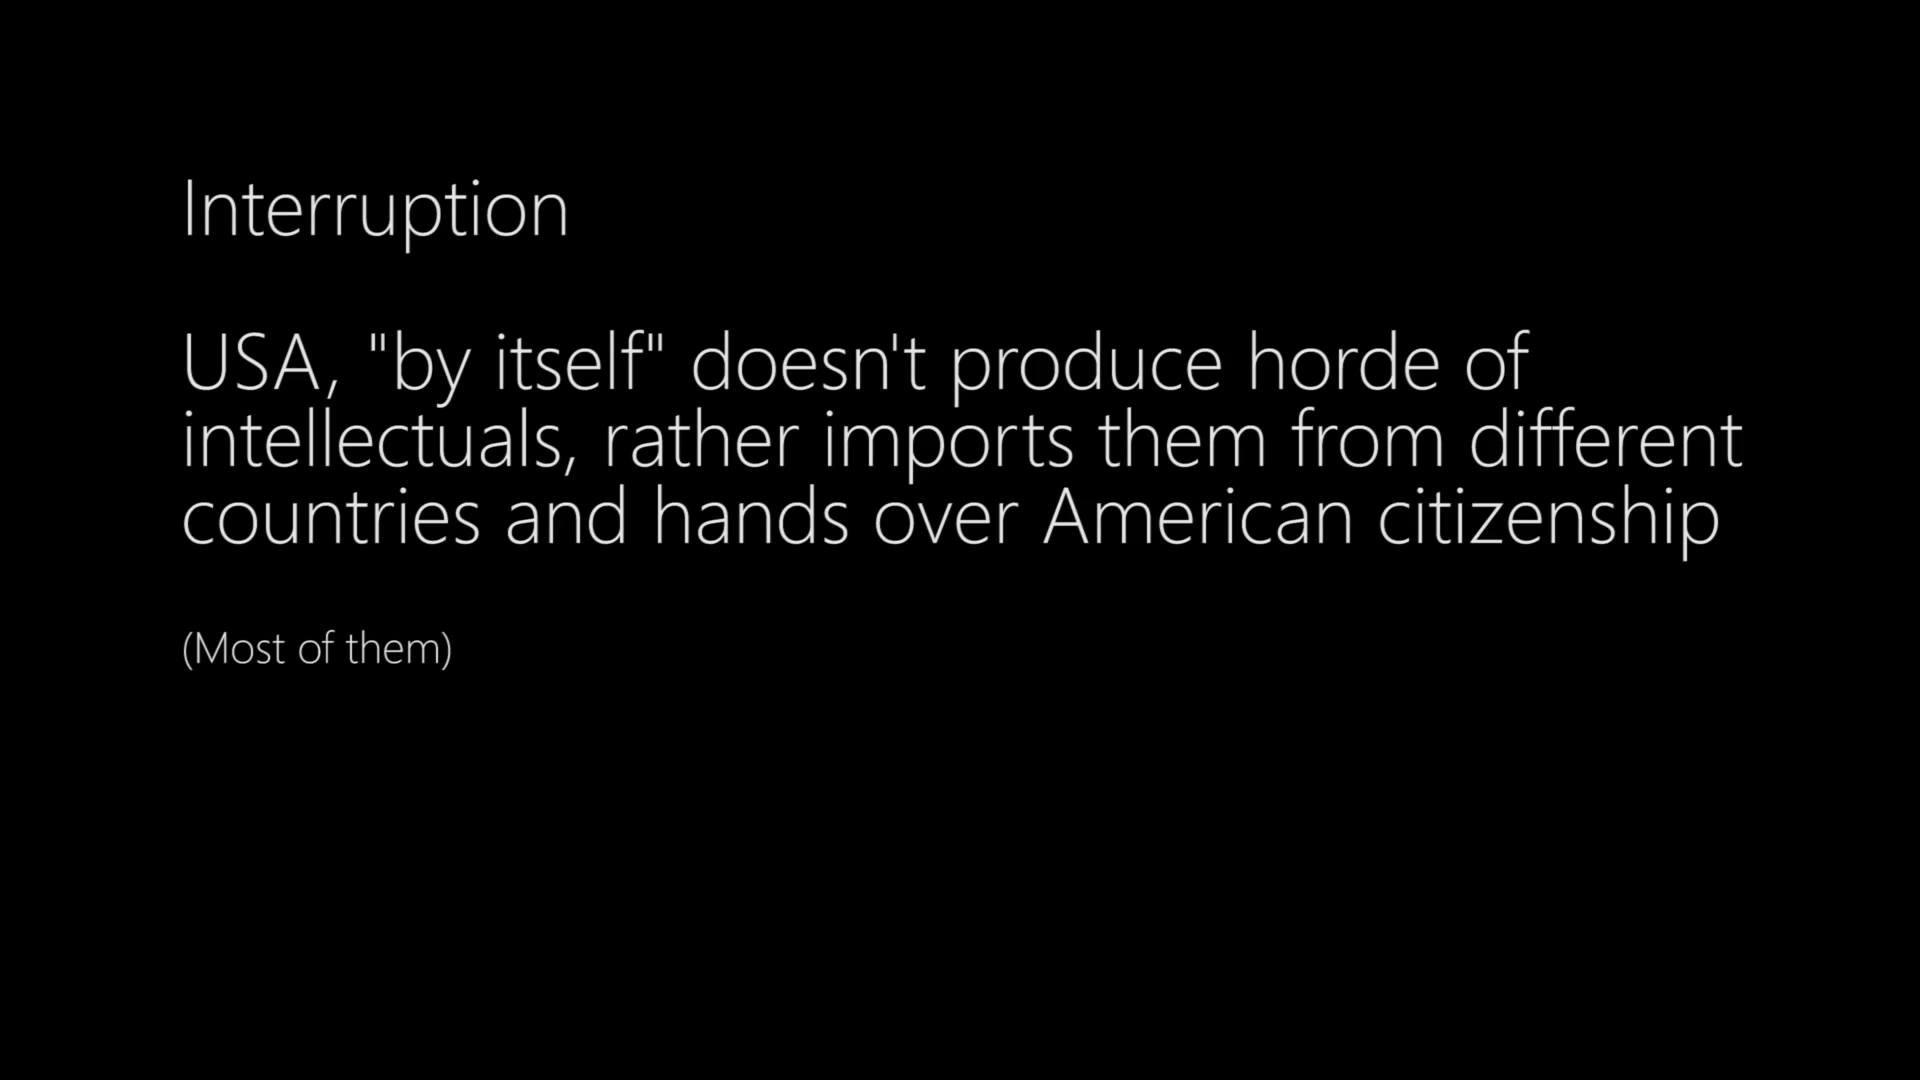 Interruption
USA, "by itself" doesn't produce horde of
intellectuals, rather imports them from different
countries and hands over American citizenship
(Most of them)